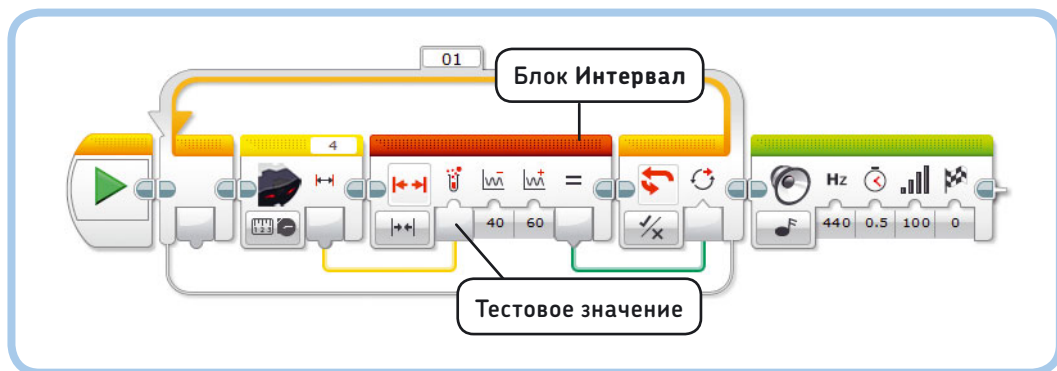 01
Блок Интервал
4
Hz
40 60 440 0.5 100 0
Тестовое значение